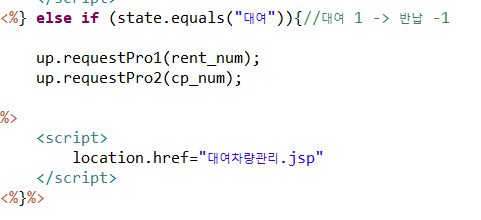 </script>
<%} else if (state.equals("대여")){//대여 1 -> 반납 -1
up.requestPro1(rent_num);
up.requestPro2(cp_num);
%>
<script>
location.href="대여차량관리.jsp"
</script>
<%}%>